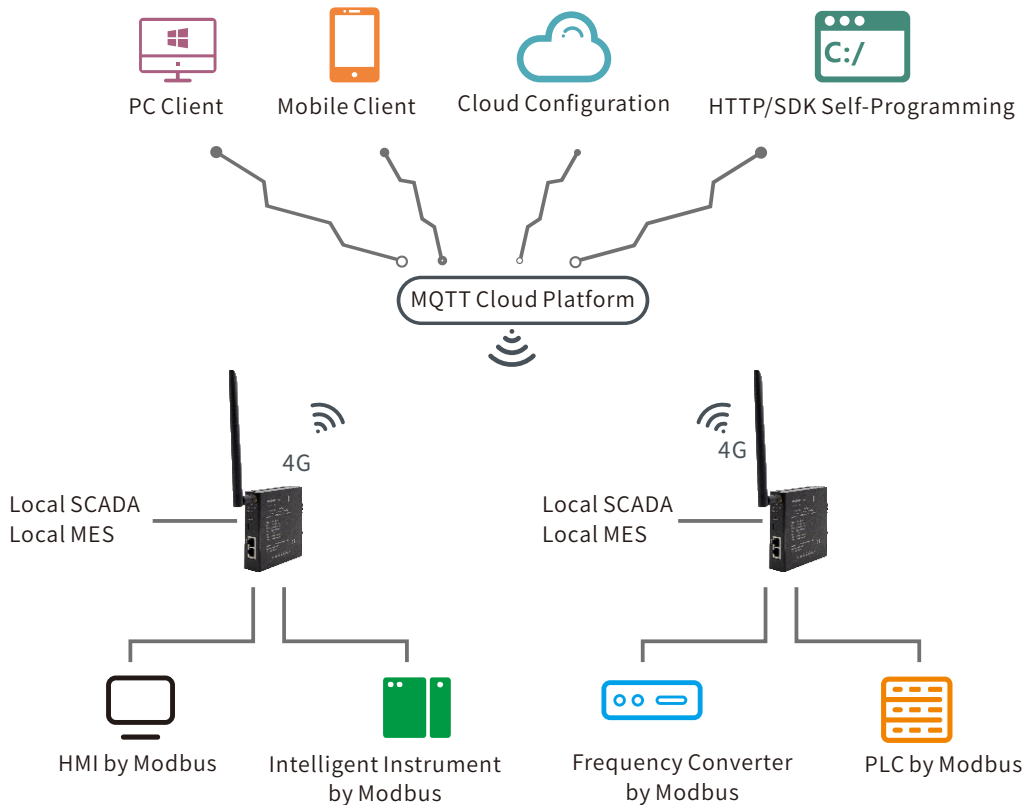 PC Client
Mobile Client
Cloud Configuration
C:/
HTTP/SDK Self-Programming
MQTT Cloud Platform
4G
4G
Local SCADA
Local MES
Local SCADA
Local MES
HMI by Modbus
Intelligent Instrument
by Modbus
Frequency Converter
by Modbus
PLC by Modbus